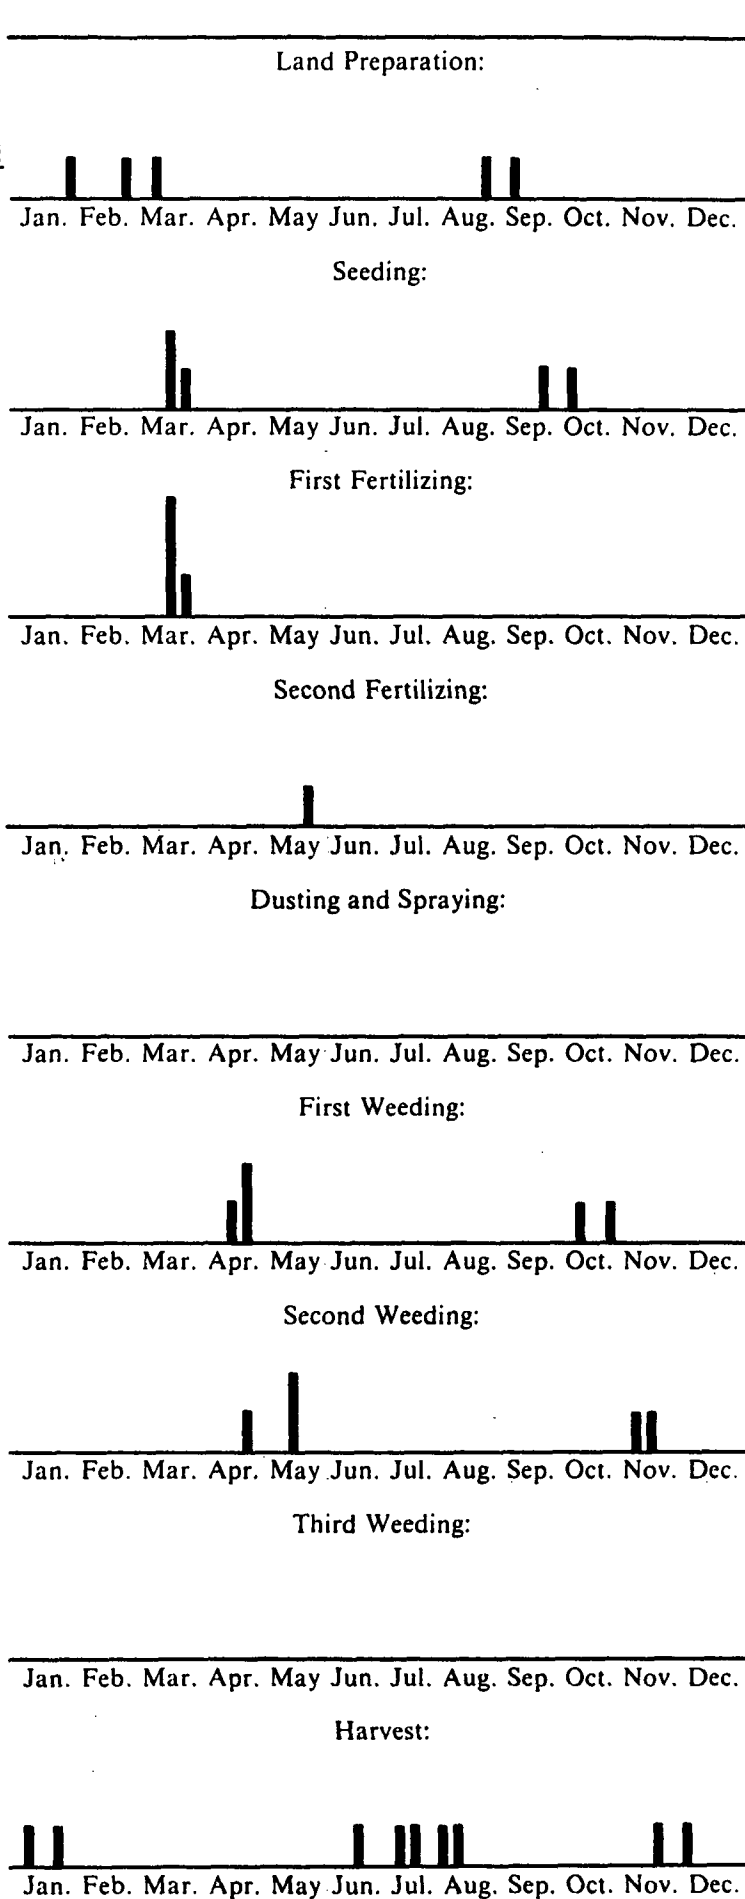 Land Preparation:
Jan. Feb. Mar. Apr. May Jun. Jul. Aug. Sep. Oct. Nov. Dec.
Seeding:
Jan. Feb. Mar. Apr. May Jun. Jul. Aug. Sep. Oct. Nov. Dec.
First Fertilizing:
Jan. Feb. Mar. Apr. May Jun. Jul. Aug. Sep. Oct. Nov. Dec.
Second Fertilizing:
Jan. Feb. Mar. Apr. May Jun. Jul. Aug. Sep. Oct. Nov. Dec.
Dusting and Spraying:
Jan. Feb. Mar. Apr. May Jun. Jul. Aug. Sep. Oct. Nov. Dec.
First Weeding:
Jan. Feb. Mar. Apr. May Jun. Jul. Aug. Sep. Oct. Nov. Dec.
Second Weeding:
Jan. Feb. Mar. Apr. May Jun. Jul. Aug. Sep. Oct. Nov. Dec.
Third Weeding:
Jan. Feb. Mar. Apr. May Jun. Jul. Aug. Sep. Oct. Nov. Dec.
Harvest:
Jan. Feb. Mar. Apr. May Jun. Jul. Aug. Sep. Oct. Nov. Dec.